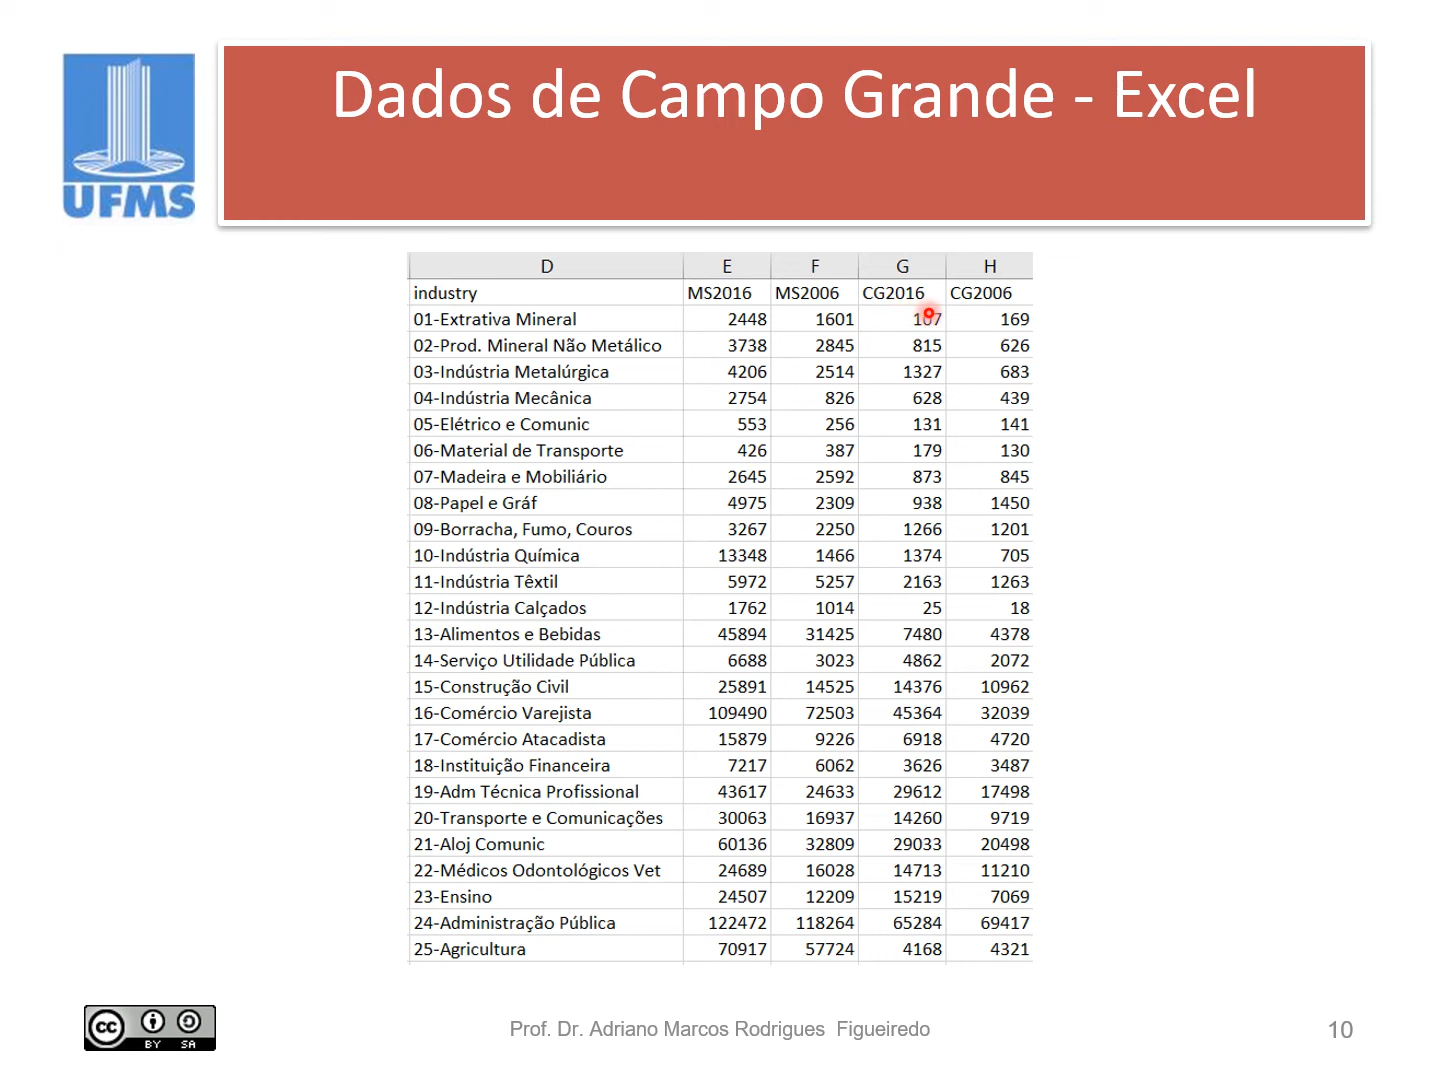 UFMS
Dados de Campo Grande - Excel
D E F G H
industry MS2016 MS2006 CG2016 CG2006
01-Extrativa Mineral 2448 1601 107 169
02-Prod. Mineral Não Metálico 3738 2845 815 626
03-Indústria Metalúrgica 4206 2514 1327 683
04-Indústria Mecânica 2754 826 628 439
05-Elétrico e Comunic 553 256 131 141
06-Material de Transporte 426 387 179 130
07-Madeira e Mobiliário 2645 2592 873 845
08-Papel e Gráf 4975 2309 938 1450
09-Borracha, Fumo, Couros 3267 2250 1266 1201
10-Indústria Química 13348 1466 1374 705
11-Indústria Têxtil 5972 5257 2163 1263
12-Indústria Calçados 1762 1014 25 18
13-Alimentos e Bebidas 45894 31425 7480 4378
14-Serviço Utilidade Pública 6688 3023 4862 2072
15-Construção Civil 25891 14525 14376 10962
16-Comércio Varejista 109490 72503 45364 32039
17-Comércio Atacadista 15879 9226 6918 4720
18-Instituição Financeira 7217 6062 3626 3487
19-Adm Técnica Profissional 43617 24633 29612 17498
20-Transporte e Comunicações 30063 16937 14260 9719
21-Aloj Comunic 60136 32809 29033 20498
22-Médicos Odontológicos Vet 24689 16028 14713 11210
23-Ensino 24507 12209 15219 7069
24-Administração Pública 122472 118264 65284 69417
25-Agricultura 70917 57724 4168 4321
cc BY SA
Prof. Dr. Adriano Marcos Rodrigues Figueiredo
10